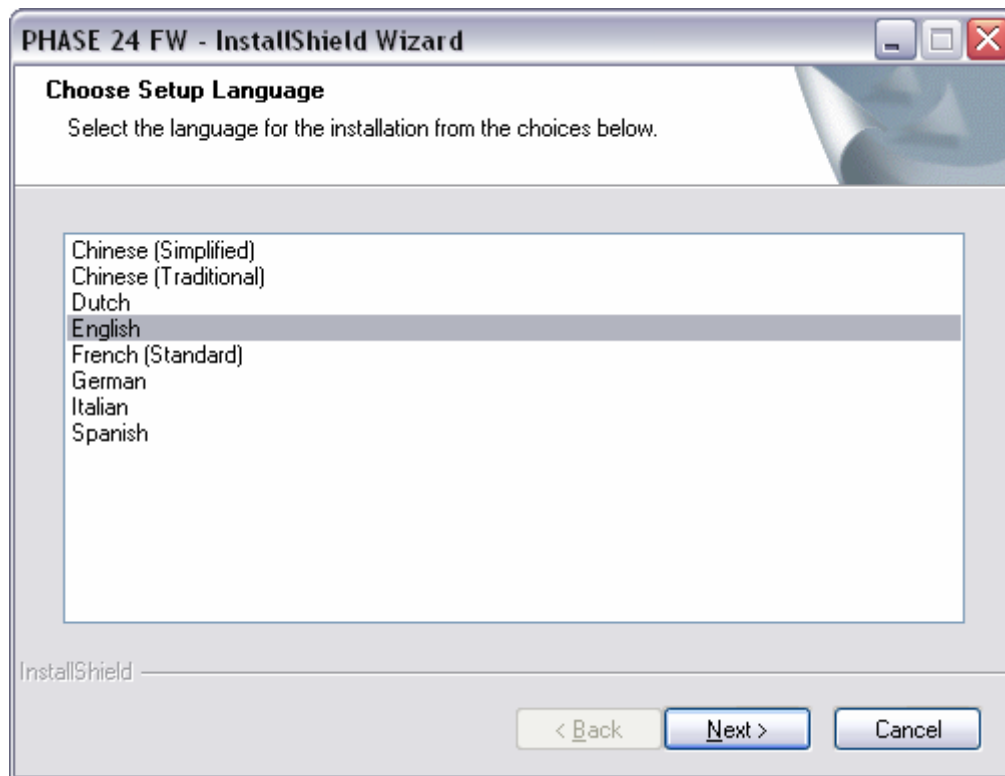 PHASE 24 FW - InstallShield Wizard
Choose Setup Language
Select the language for the installation from the choices below.
Chinese (Simplified)
Chinese (Traditional)
Dutch
English
French (Standard)
German
Italian
Spanish
InstallShield
< Back
Next >
Cancel